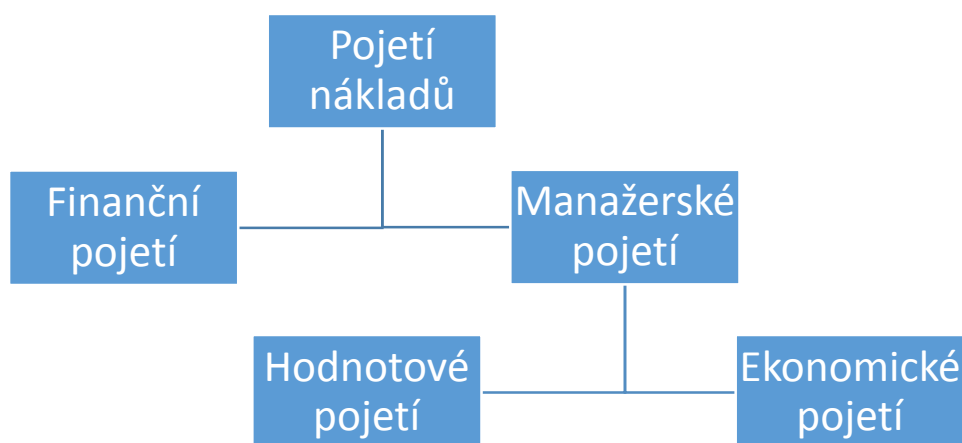 Pojetí
nákladů
Finanční
pojetí
Manažerské
pojetí
Hodnotové
pojetí
Ekonomické
pojetí